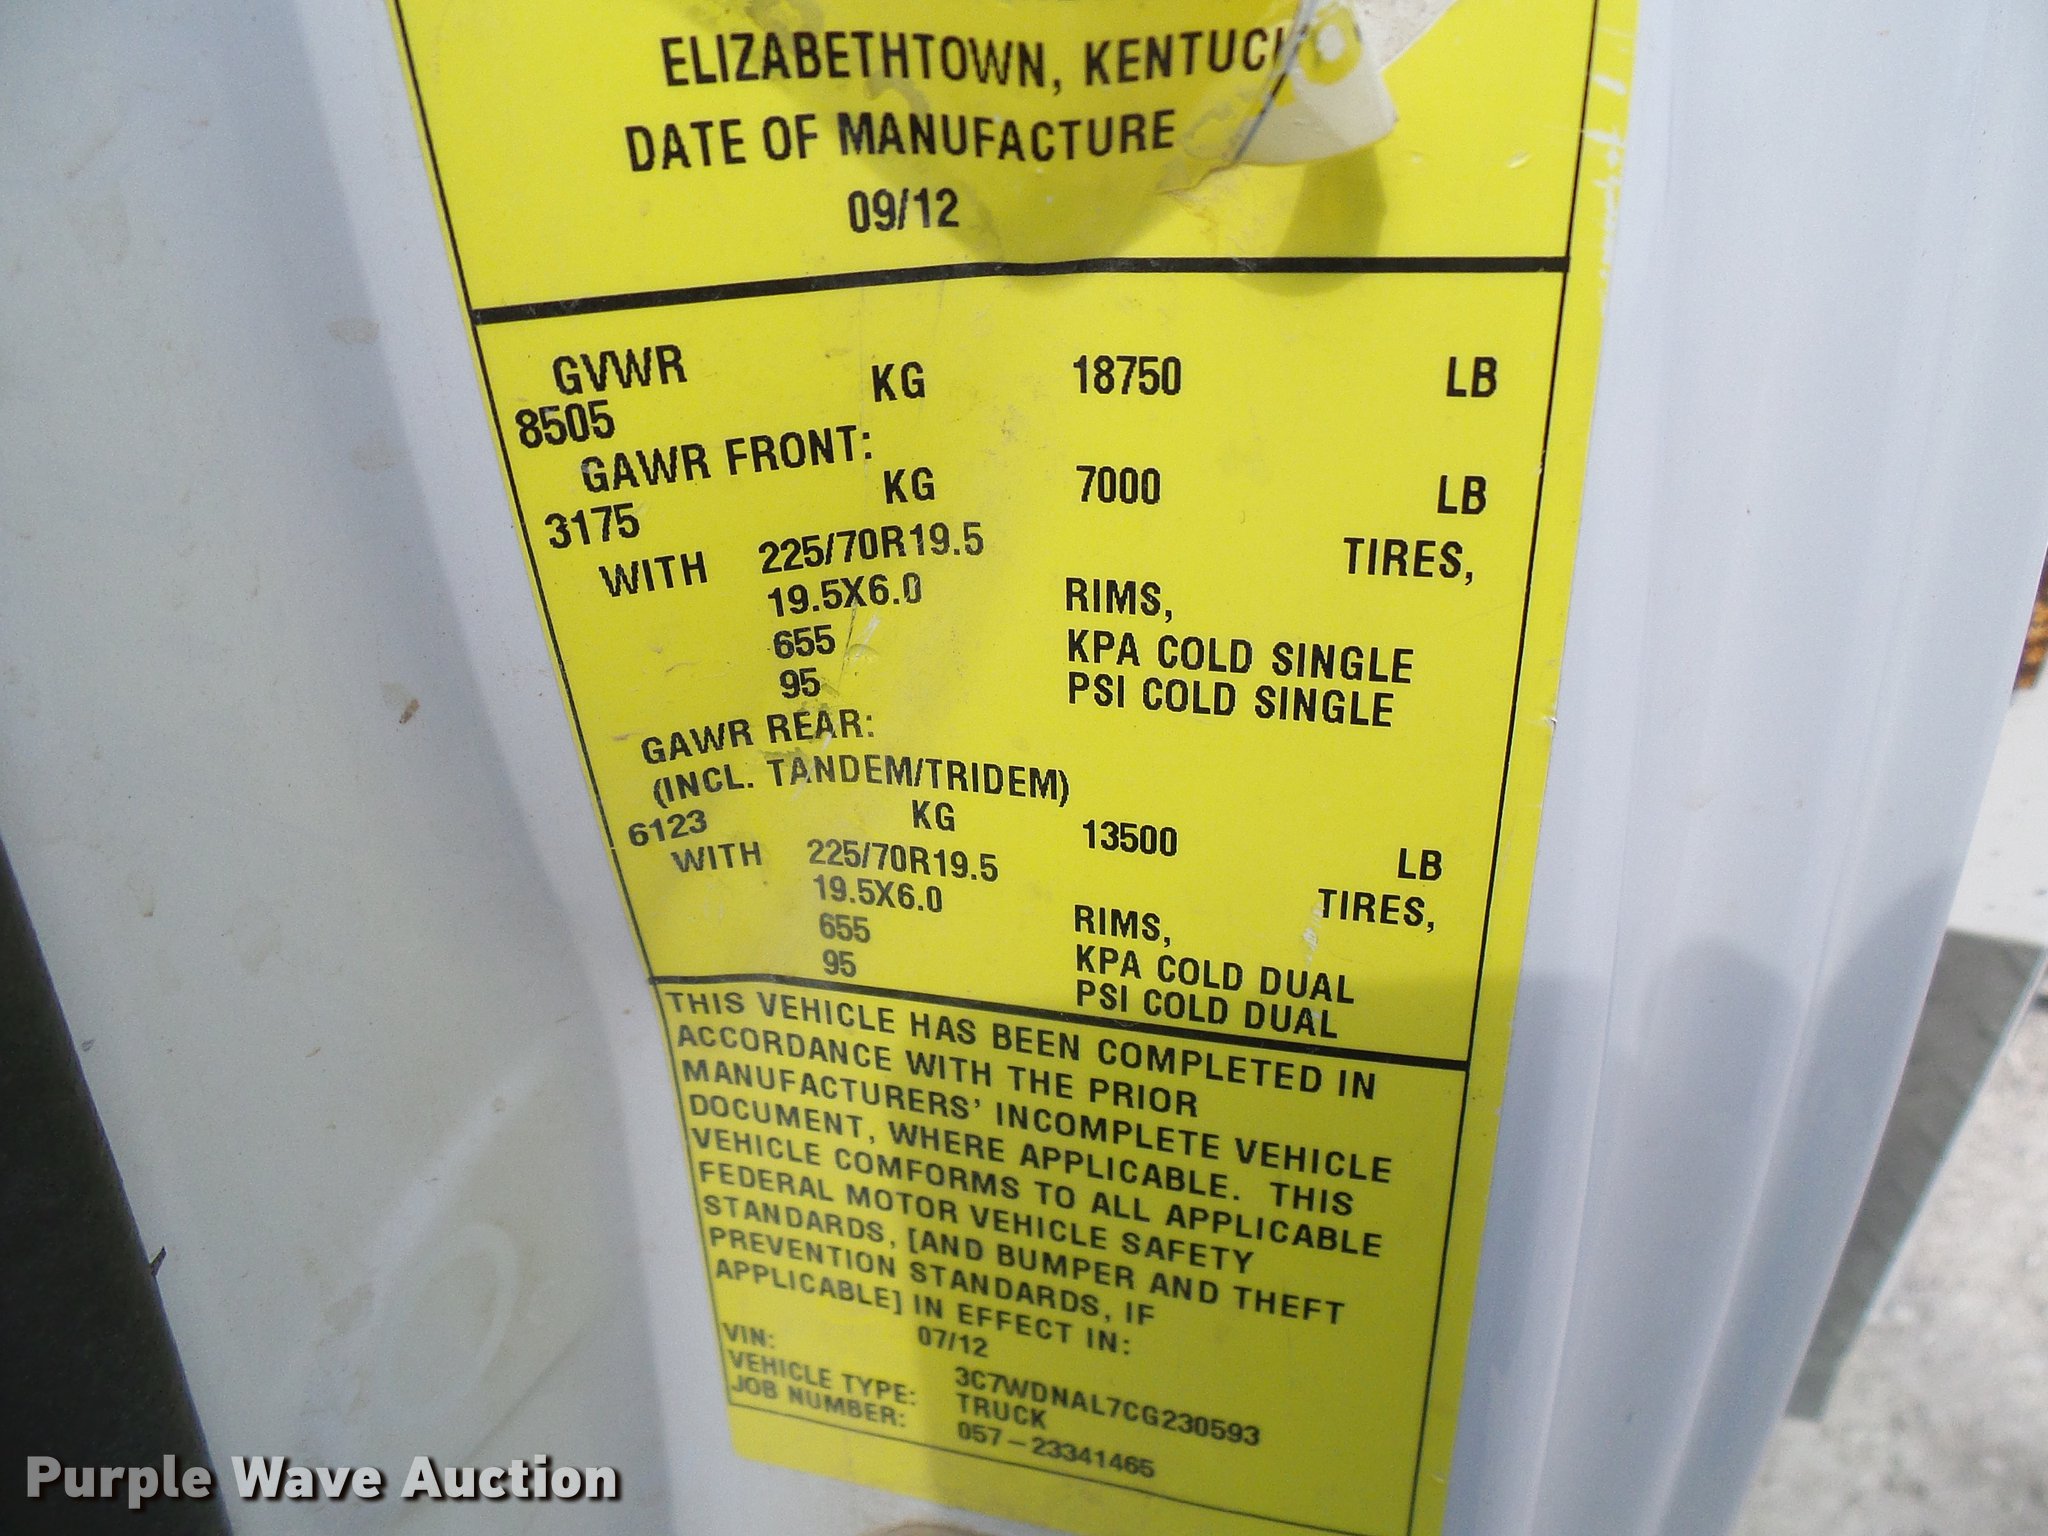 ELIZABETHTOWN, KENTUCKY
DATE OF MANUFACTURE
09/12
GVWR
8505 KG 18750 LB
GAWR FRONT:
3175 KG 7000 LB
WITH 225/70R19.5 TIRES,
19.5X6.0 RIMS,
655 KPA COLD SINGLE
95 PSI COLD SINGLE
GAWR REAR:
(INCL. TANDEM/TRIDEM)
6123 KG 13500 LB
WITH 225/70R19.5 TIRES,
19.5X6.0 RIMS,
655 KPA COLD DUAL
95 PSI COLD DUAL
THIS VEHICLE HAS BEEN COMPLETED IN
ACCORDANCE WITH THE PRIOR
MANUFACTURERS' INCOMPLETE VEHICLE
DOCUMENT, WHERE APPLICABLE. THIS
VEHICLE COMFORMS TO ALL APPLICABLE
FEDERAL MOTOR VEHICLE SAFETY
STANDARDS, [AND BUMPER AND THEFT
PREVENTION STANDARDS, IF
APPLICABLE] IN EFFECT IN:
07/12
VIN: 3C7WDNAL7CG230593
VEHICLE TYPE: TRUCK
JOB NUMBER: 057-23341465
Purple Wave Auction